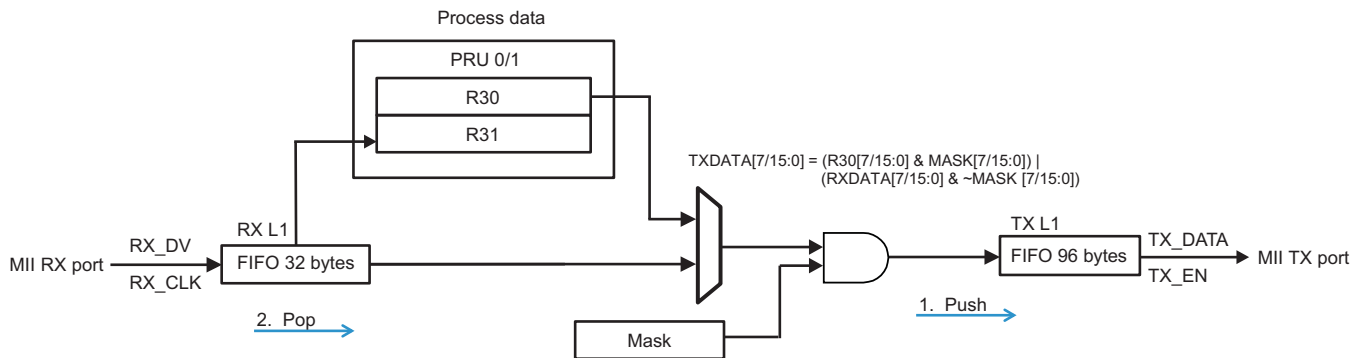 Process data
PRU 0/1
R30
R31
TXDATA[7/15:0] = (R30[7/15:0] & MASK[7/15:0]) |
(RXDATA[7/15:0] & ~MASK [7/15:0])
RX L1
TX L1
MII RX port
RX_DV
RX_CLK
FIFO 32 bytes
FIFO 96 bytes
TX_DATA
TX_EN
MII TX port
2. Pop
1. Push
Mask